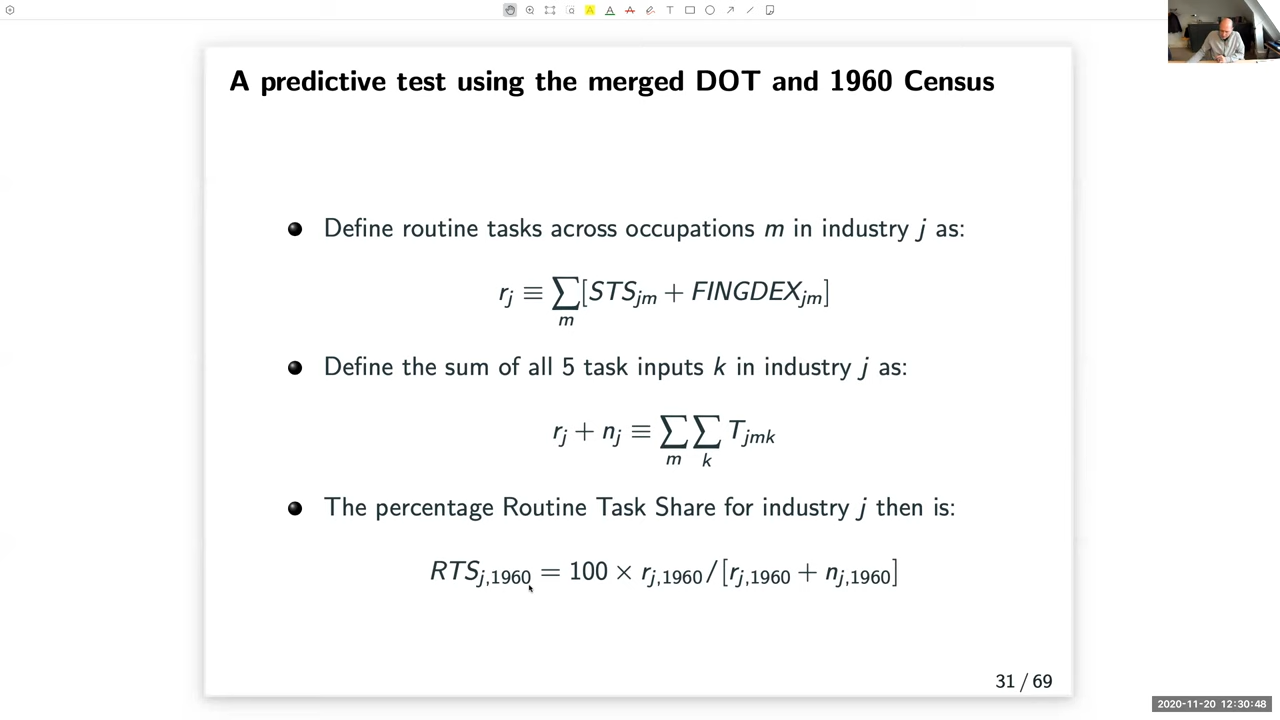 A predictive test using the merged DOT and 1960 Census
Define routine tasks across occupations m in industry j as:
r_j ≡ ∑_m [STS_jm + FINGDEX_jm]
Define the sum of all 5 task inputs k in industry j as:
r_j + n_j ≡ ∑_m ∑_k T_jmk
The percentage Routine Task Share for industry j then is:
RTS_j,1960 = 100 × r_j,1960 / [r_j,1960 + n_j,1960]
31 / 69
2020-11-20 12:30:48